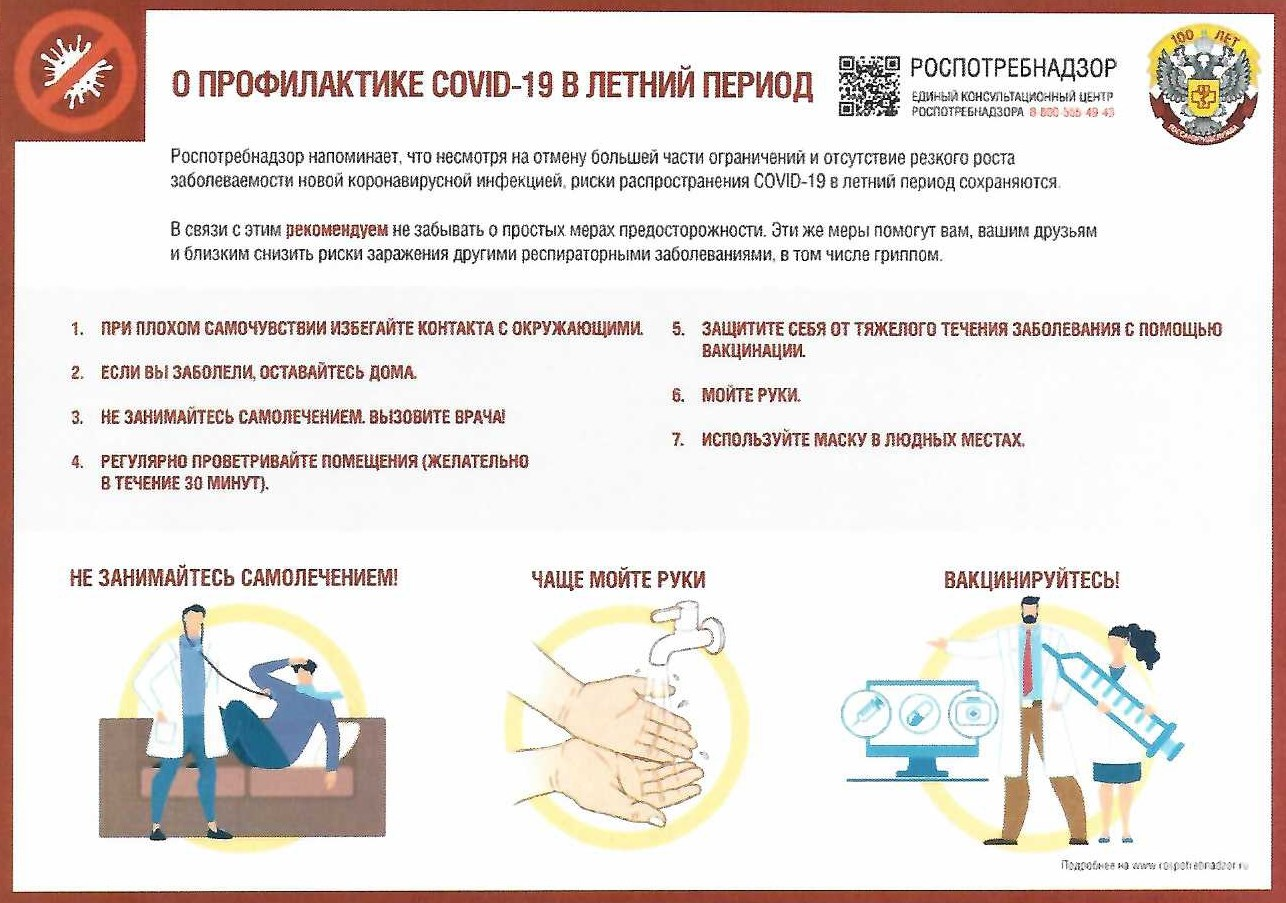 О ПРОФИЛАКТИКЕ COVID-19 В ЛЕТНИЙ ПЕРИОД
РОСПОТРЕБНАДЗОР
ЕДИНЫЙ КОНСУЛЬТАЦИОННЫЙ ЦЕНТР
РОСПОТРЕБНАДЗОРА 8 800 555 49 43
100 ЛЕТ
Роспотребнадзор напоминает, что несмотря на отмену большей части ограничений и отсутствие резкого роста
заболеваемости новой коронавирусной инфекцией, риски распространения COVID-19 в летний период сохраняются.
В связи с этим рекомендуем не забывать о простых мерах предосторожности. Эти же меры помогут вам, вашим друзьям
и близким снизить риски заражения другими респираторными заболеваниями, в том числе гриппом.
1. ПРИ ПЛОХОМ САМОЧУВСТВИИ ИЗБЕГАЙТЕ КОНТАКТА С ОКРУЖАЮЩИМИ.
2. ЕСЛИ ВЫ ЗАБОЛЕЛИ, ОСТАВАЙТЕСЬ ДОМА.
3. НЕ ЗАНИМАЙТЕСЬ САМОЛЕЧЕНИЕМ. ВЫЗОВИТЕ ВРАЧА!
4. РЕГУЛЯРНО ПРОВЕТРИВАЙТЕ ПОМЕЩЕНИЯ (ЖЕЛАТЕЛЬНО
В ТЕЧЕНИЕ 30 МИНУТ).
5. ЗАЩИТИТЕ СЕБЯ ОТ ТЯЖЕЛОГО ТЕЧЕНИЯ ЗАБОЛЕВАНИЯ С ПОМОЩЬЮ
ВАКЦИНАЦИИ.
6. МОЙТЕ РУКИ.
7. ИСПОЛЬЗУЙТЕ МАСКУ В ЛЮДНЫХ МЕСТАХ.
НЕ ЗАНИМАЙТЕСЬ САМОЛЕЧЕНИЕМ!
ЧАЩЕ МОЙТЕ РУКИ
ВАКЦИНИРУЙТЕСЬ!
Подробнее на www.rospotrebnadzor.ru